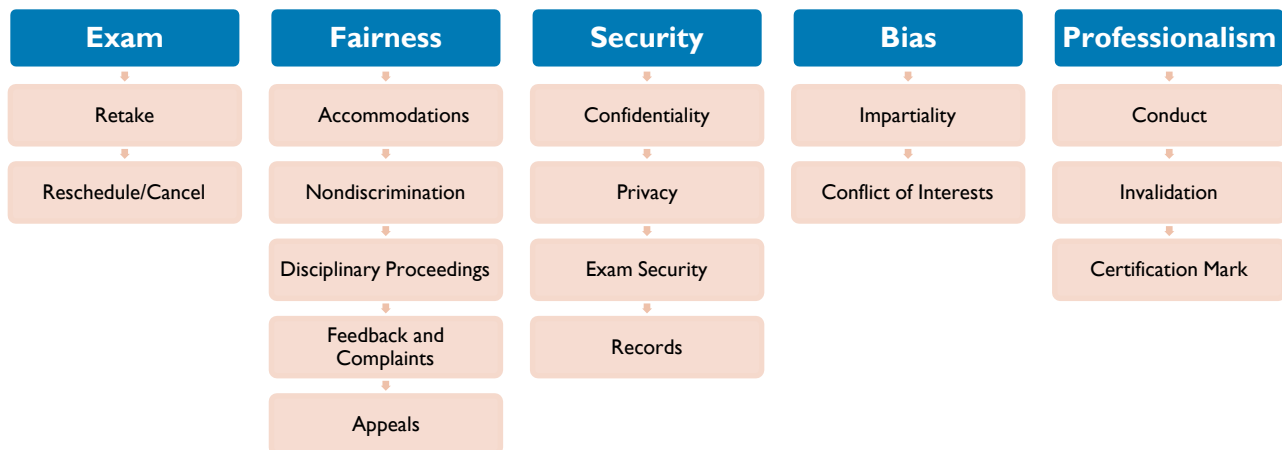 Exam
Retake
Reschedule/Cancel
Fairness
Accommodations
Nondiscrimination
Disciplinary Proceedings
Feedback and
Complaints
Appeals
Security
Confidentiality
Privacy
Exam Security
Records
Bias
Impartiality
Conflict of Interests
Professionalism
Conduct
Invalidation
Certification Mark